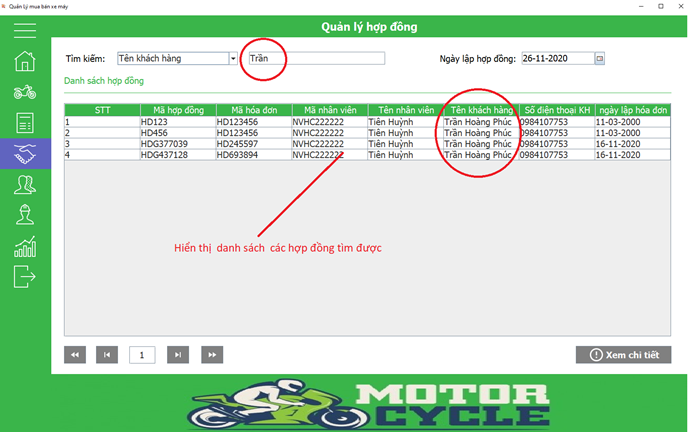 Quản Lý mua bán xe máy
Quản lý hợp đồng
Tìm kiếm: Tên khách hàng Trần Ngày lập hợp đồng: 26-11-2020
Danh sách hợp đồng
STT Mã hợp đồng Mã hóa đơn Mã nhân viên Tên nhân viên Tên khách hàng Số điện thoại KH ngày lập hóa đơn
1 HD123 HD123456 NVHC222222 Tiên Huỳnh Trần Hoàng Phúc 0984107753 11-03-2000
2 HD456 HD123456 NVHC222222 Tiên Huỳnh Trần Hoàng Phúc 0984107753 11-03-2000
3 HDG377039 HD245597 NVHC222222 Tiên Huỳnh Trần Hoàng Phúc 0984107753 16-11-2020
4 HDG437128 HD693894 NVHC222222 Tiên Huỳnh Trần Hoàng Phúc 0984107753 16-11-2020
Hiển thị danh sách các hợp đồng tìm được
1 Xem chi tiết
MOTOR
CYCLE